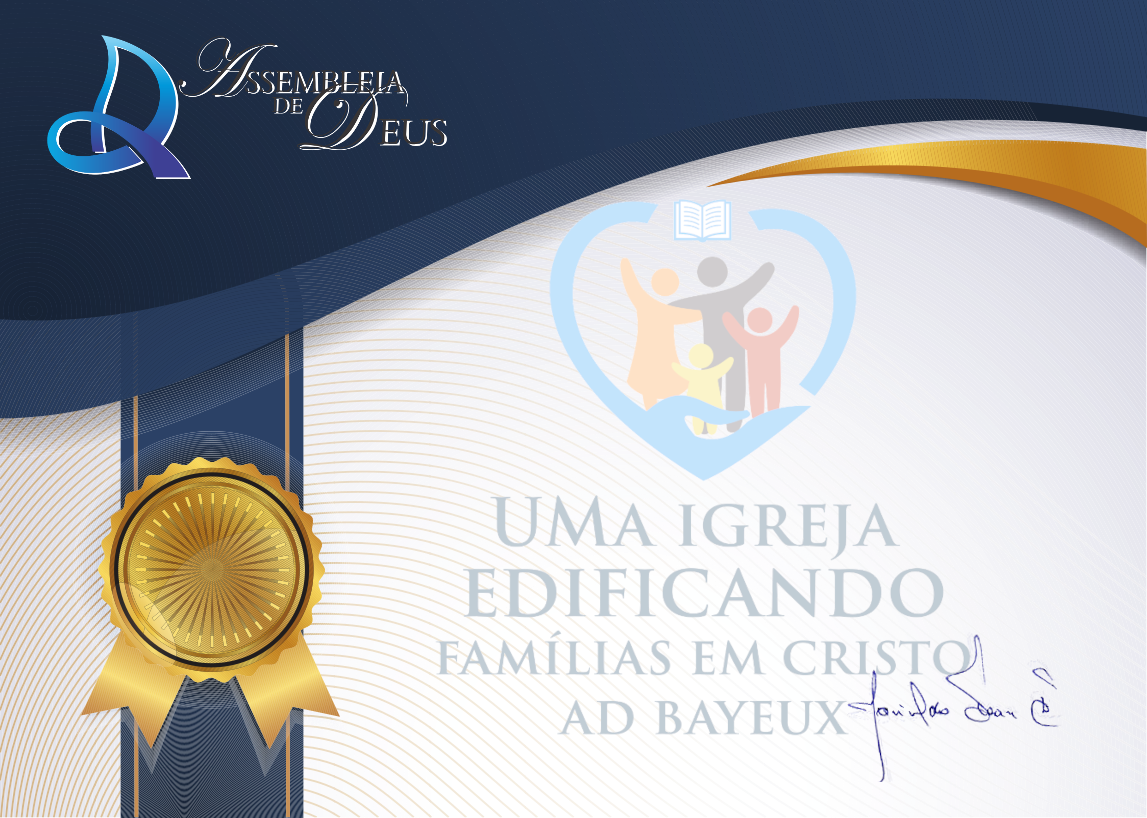 ASSEMBLEIA
DE DEUS
UMa IGREJA
EDIFICANDO
FAMÍLIAS EM CRISTO
AD BAYEUX